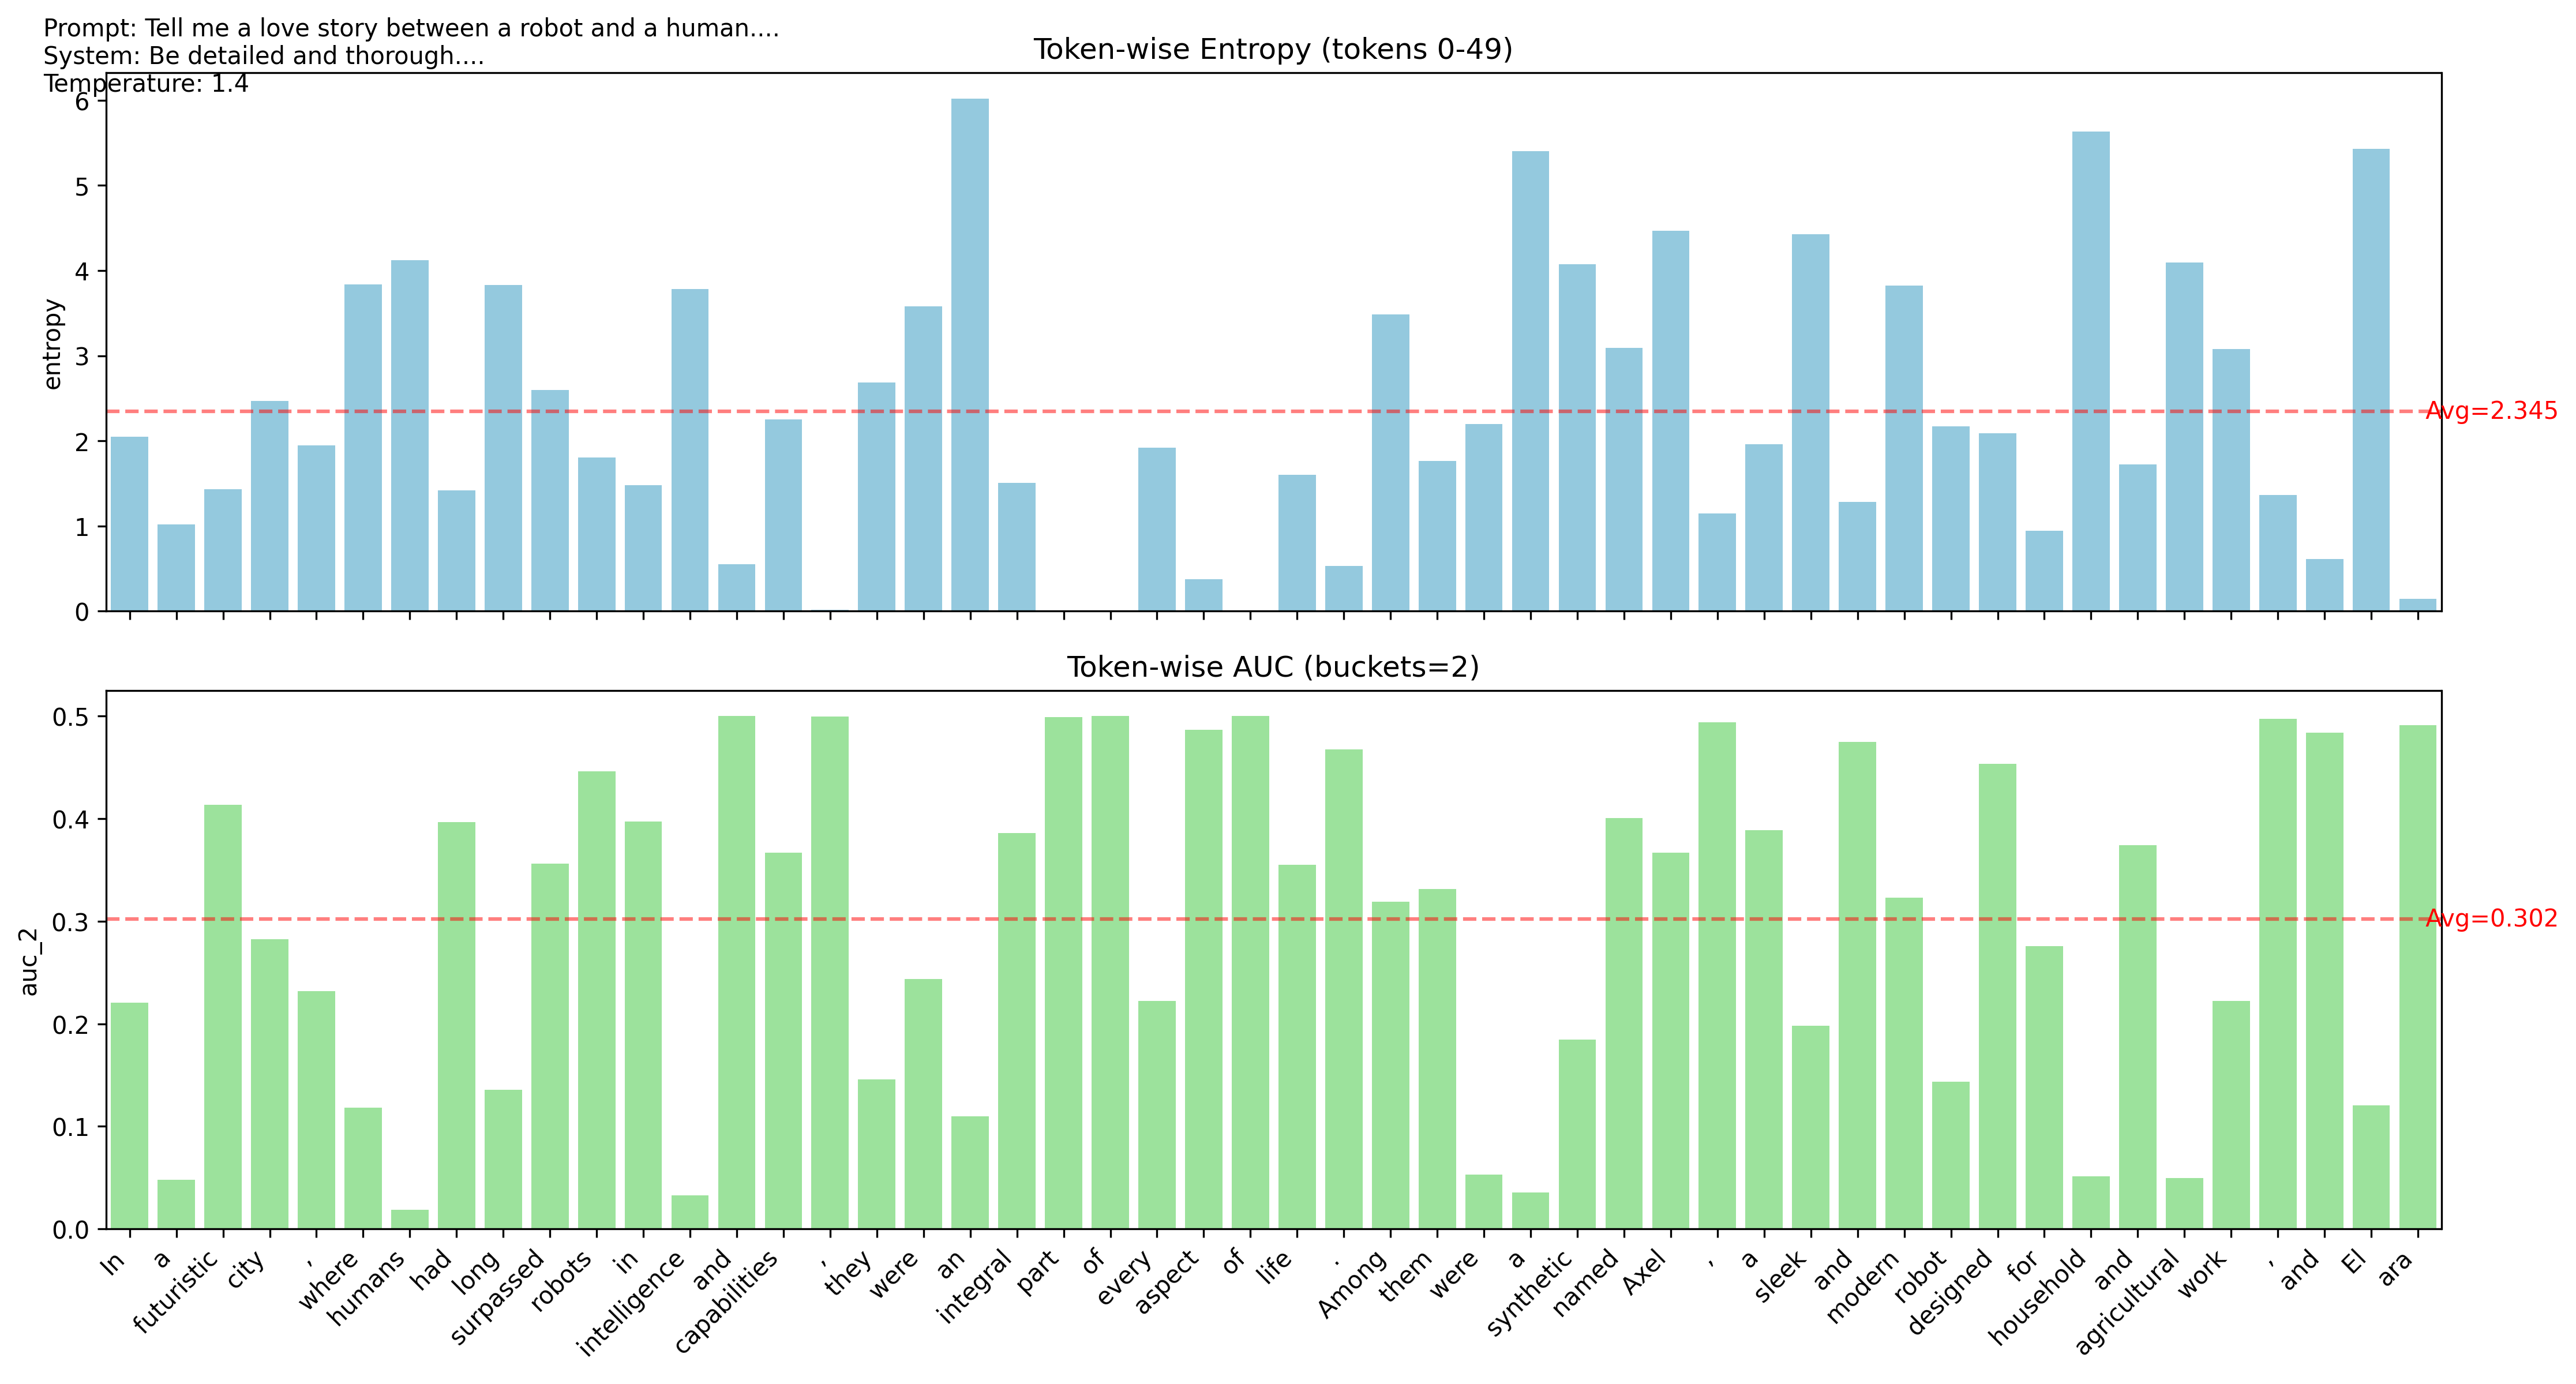 Prompt: Tell me a love story between a robot and a human....
System: Be detailed and thorough....
Temperature: 1.4
Token-wise Entropy (tokens 0-49)
entropy
6
5
4
3
2
1
0
Avg=2.345
Token-wise AUC (buckets=2)
auc_2
0.5
0.4
0.3
0.2
0.1
0.0
Avg=0.302
In
a
futuristic
city
,
where
humans
had
long
surpassed
robots
in
intelligence
and
capabilities
,
they
were
an
integral
part
of
every
aspect
of
life
.
Among
them
were
a
synthetic
named
Axel
,
a
sleek
and
modern
robot
designed
for
household
and
agricultural
work
,
and
El
ara